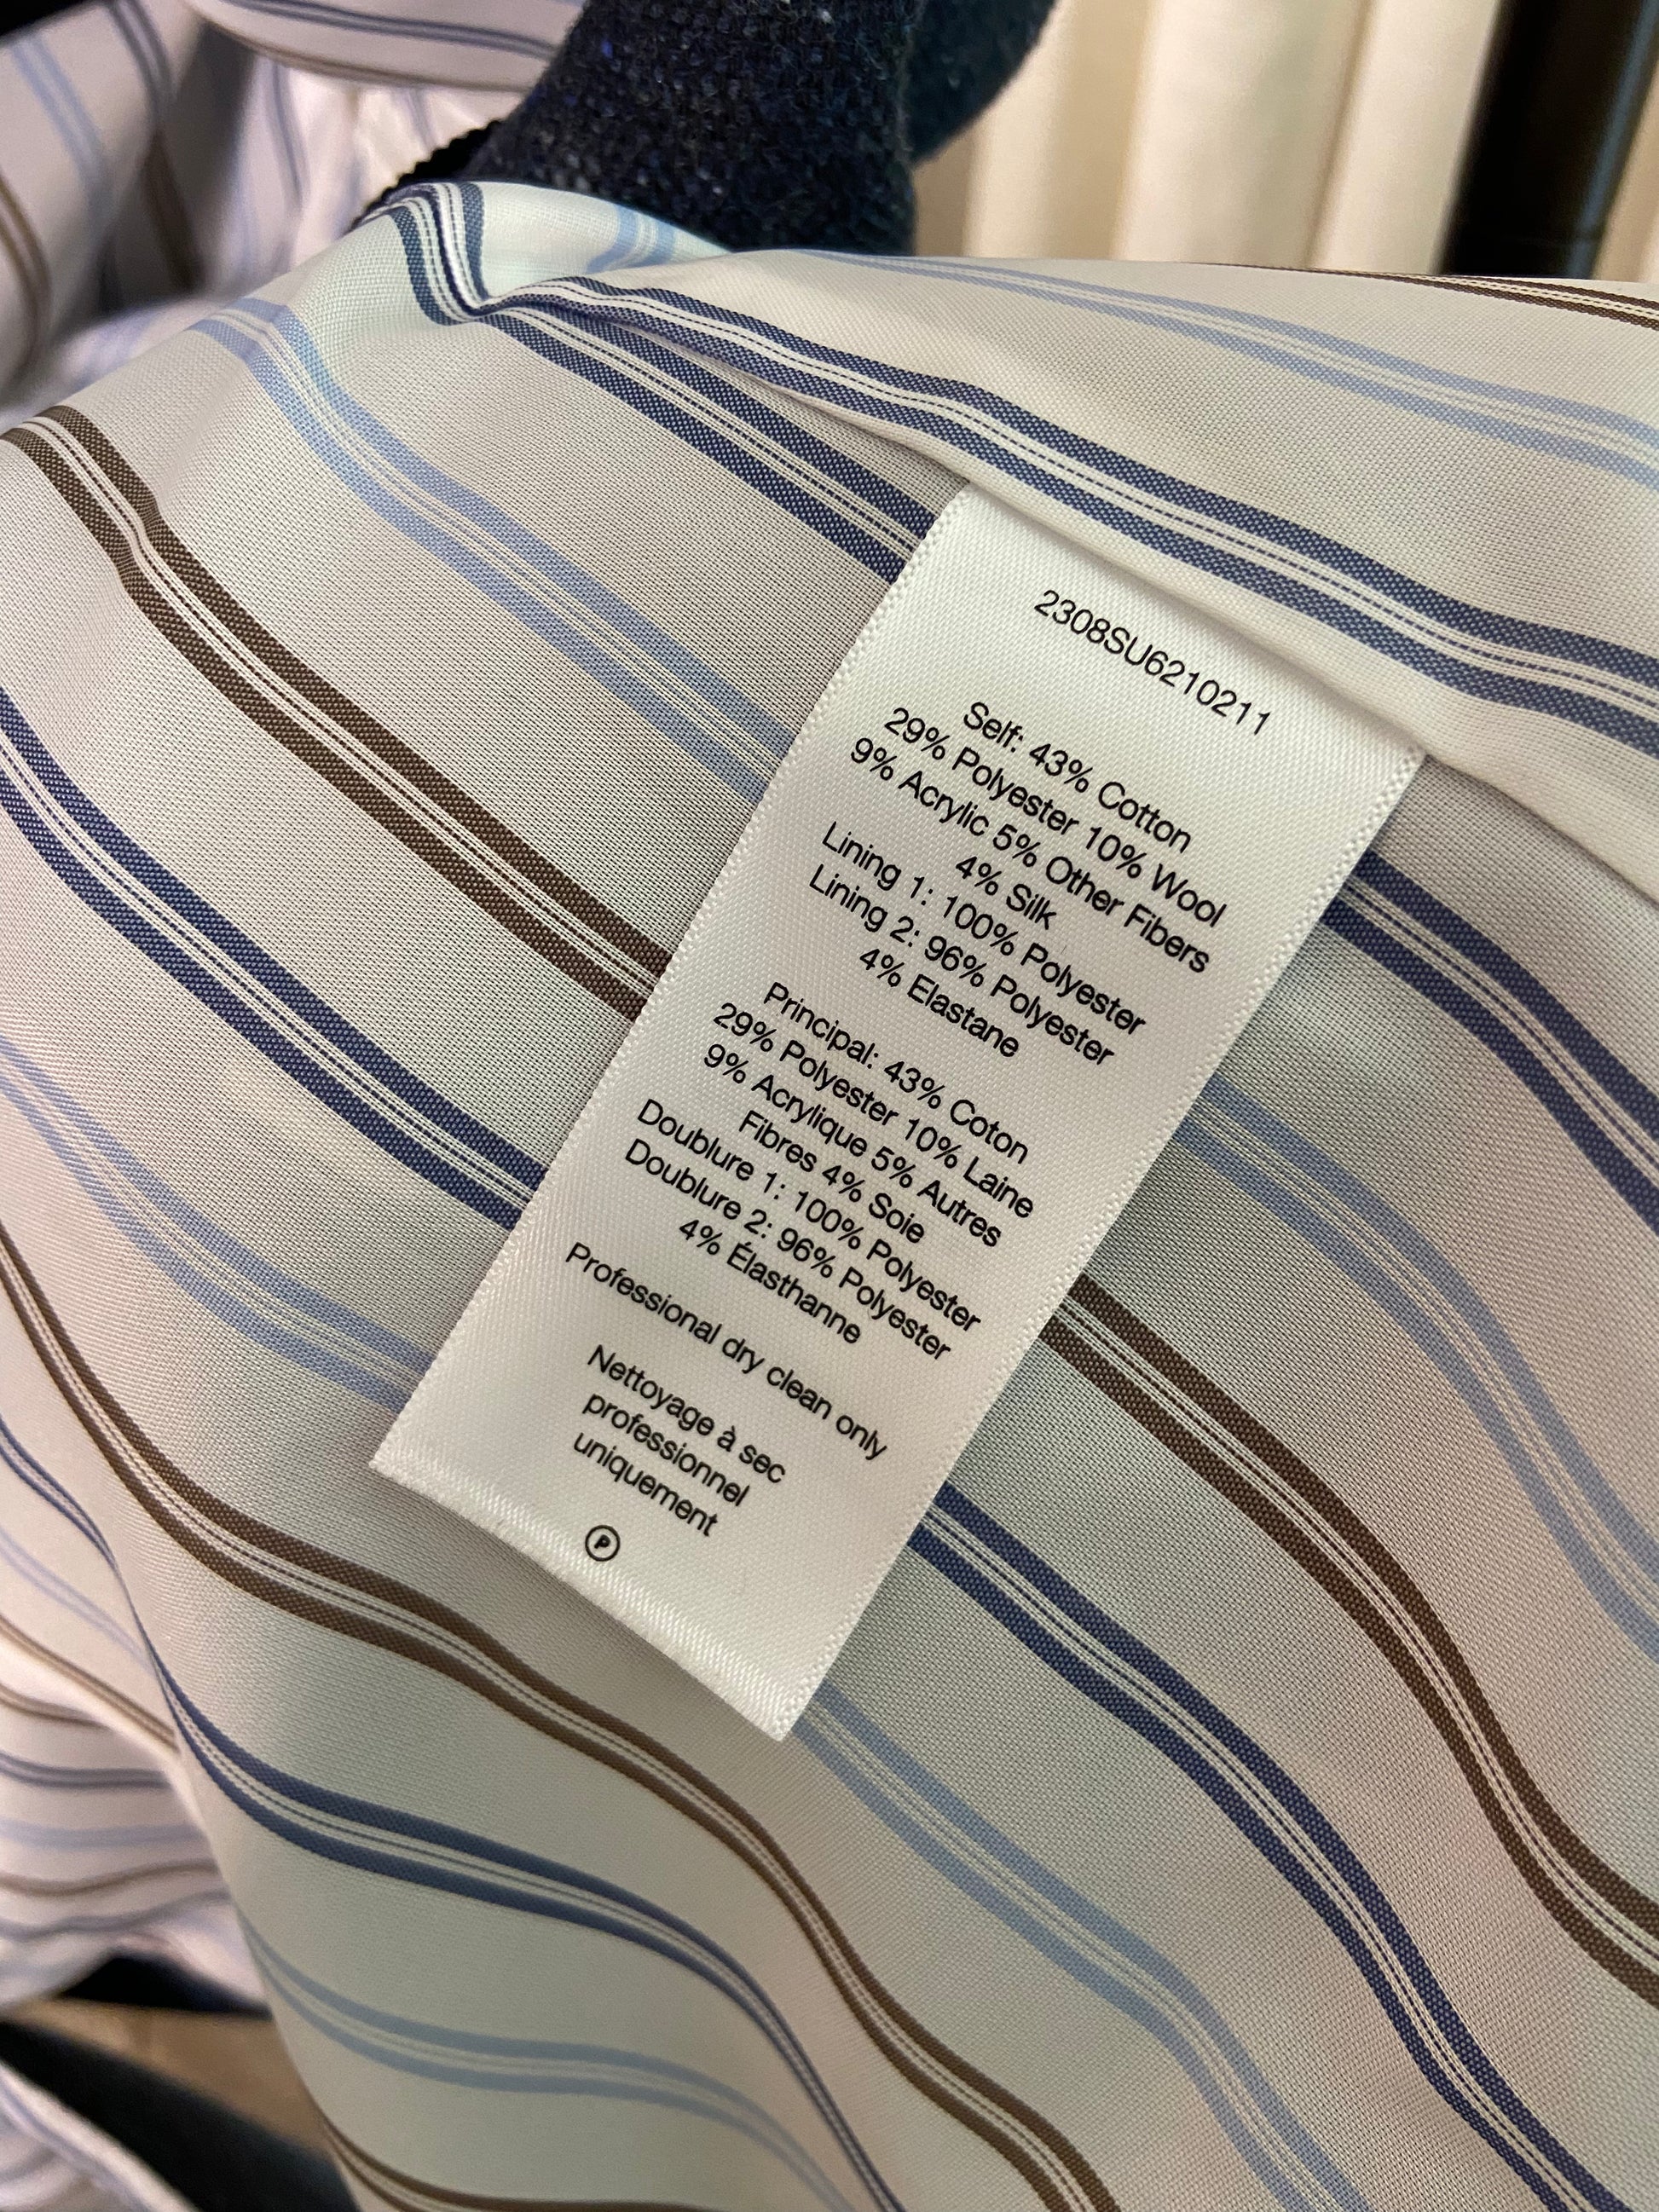 2308SU6210211
Self: 43% Cotton
29% Polyester 10% Wool
9% Acrylic 5% Other Fibers
4% Silk
Lining 1: 100% Polyester
Lining 2: 96% Polyester
4% Elastane
Principal: 43% Coton
29% Polyester 10% Laine
9% Acrylique 5% Autres
Fibres 4% Soie
Doublure 1: 100% Polyester
Doublure 2: 96% Polyester
4% Élasthanne
Professional dry clean only
Nettoyage à sec
professionnel
uniquement
P